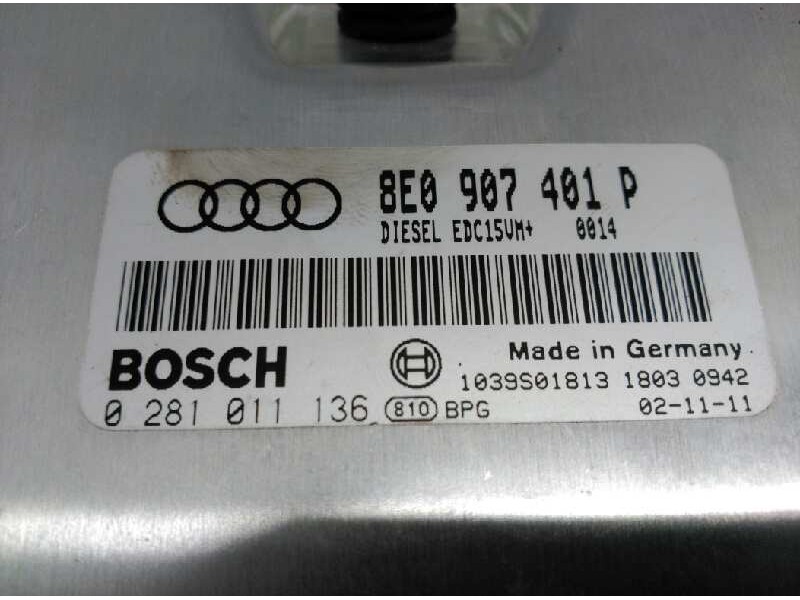 8E0 907 401 P
DIESEL EDC15VM+ 0014
BOSCH
Made in Germany
1039S01813 1803 0942
0 281 011 136 810 BPG 02-11-11